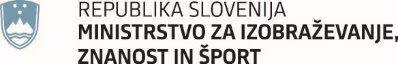 REPUBLIKA SLOVENIJA
MINISTRSTVO ZA IZOBRAŽEVANJE,
ZNANOST IN ŠPORT